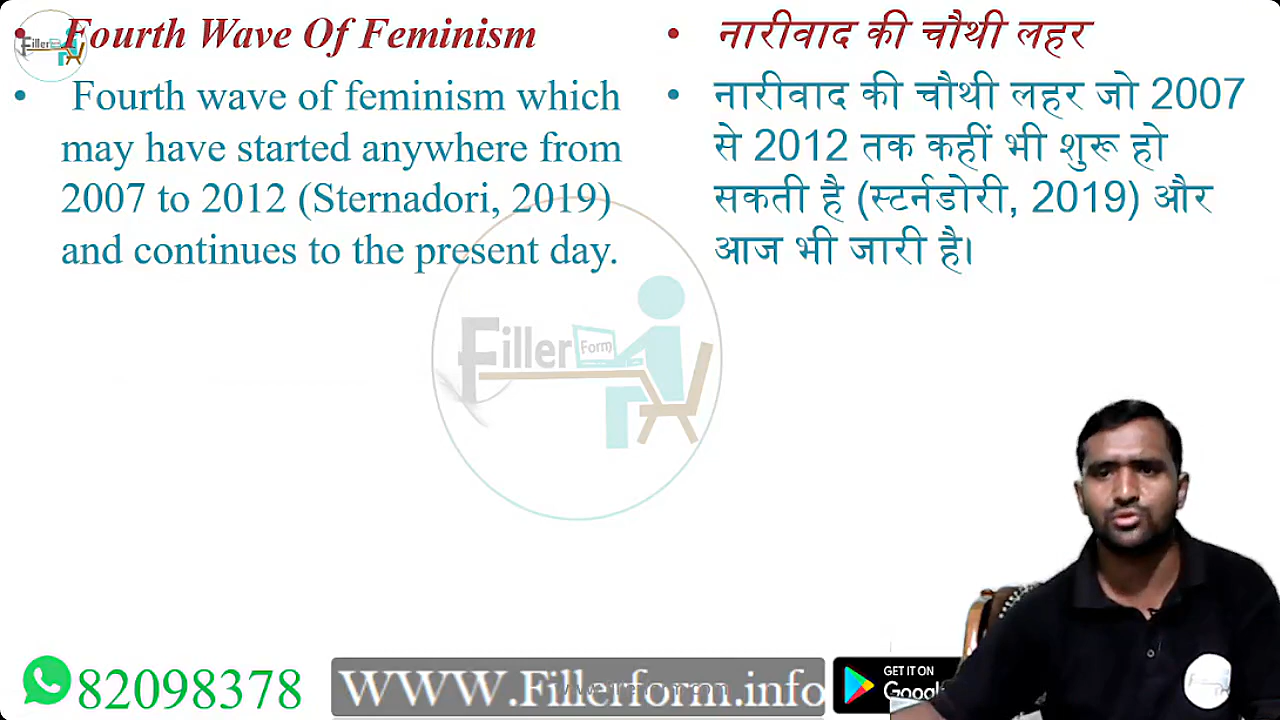 Fourth Wave Of Feminism
Fourth wave of feminism which
may have started anywhere from
2007 to 2012 (Sternadori, 2019)
and continues to the present day.
नारीवाद की चौथी लहर
नारीवाद की चौथी लहर जो 2007
से 2012 तक कहीं भी शुरू हो
सकती है (स्टर्नडोरी, 2019) और
आज भी जारी है।
Filler Form
82098378
www.Fillerform.info
GET IT ON